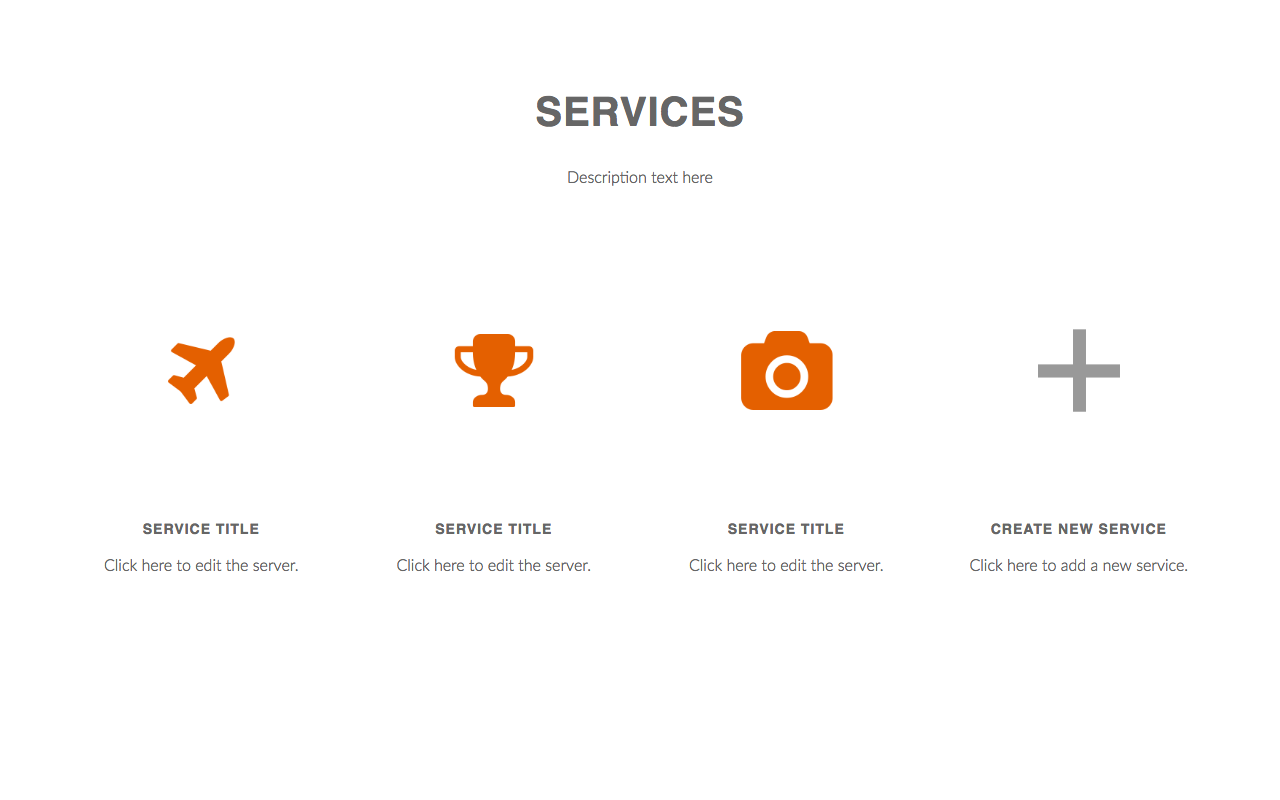 SERVICES
Description text here
SERVICE TITLE
Click here to edit the server.
SERVICE TITLE
Click here to edit the server.
SERVICE TITLE
Click here to edit the server.
CREATE NEW SERVICE
Click here to add a new service.